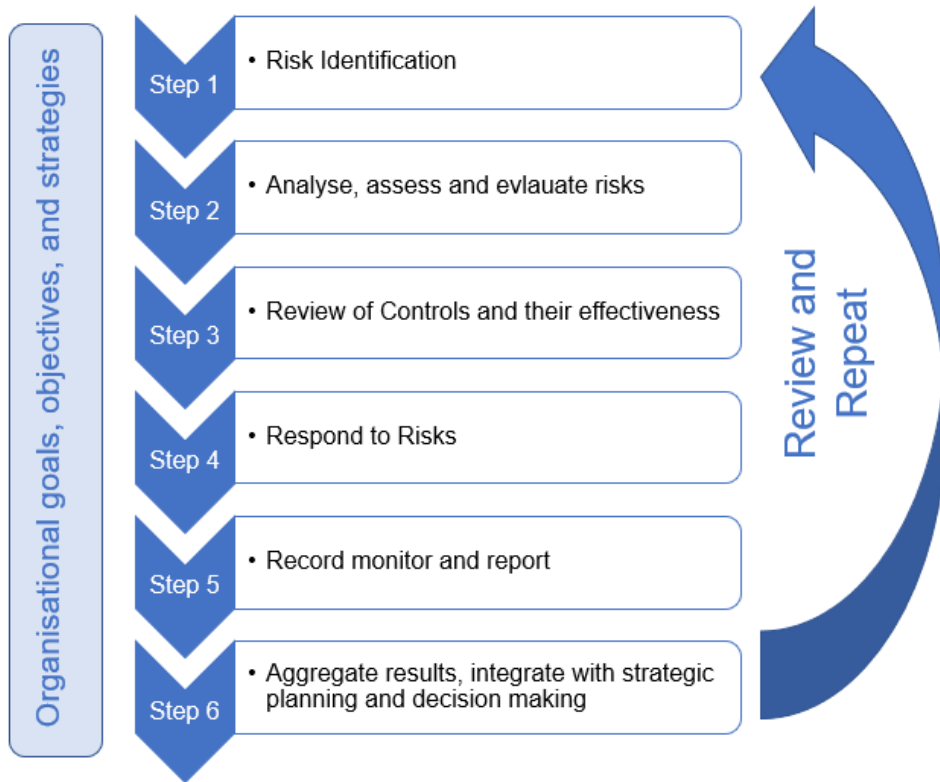 Organisational goals, objectives, and strategies
Step 1
• Risk Identification
Step 2
• Analyse, assess and evlauate risks
Step 3
• Review of Controls and their effectiveness
Step 4
• Respond to Risks
Step 5
• Record monitor and report
Step 6
• Aggregate results, integrate with strategic
planning and decision making
Review and
Repeat